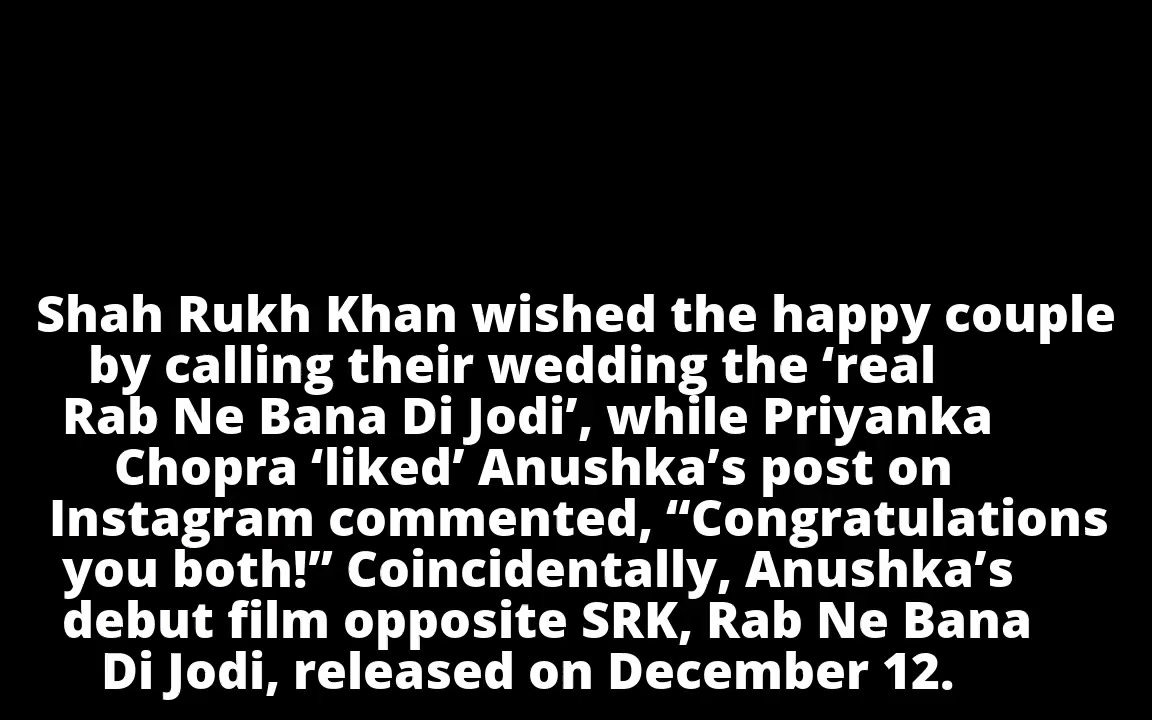 Shah Rukh Khan wished the happy couple
by calling their wedding the ‘real
Rab Ne Bana Di Jodi’, while Priyanka
Chopra ‘liked’ Anushka’s post on
Instagram commented, “Congratulations
you both!” Coincidentally, Anushka’s
debut film opposite SRK, Rab Ne Bana
Di Jodi, released on December 12.